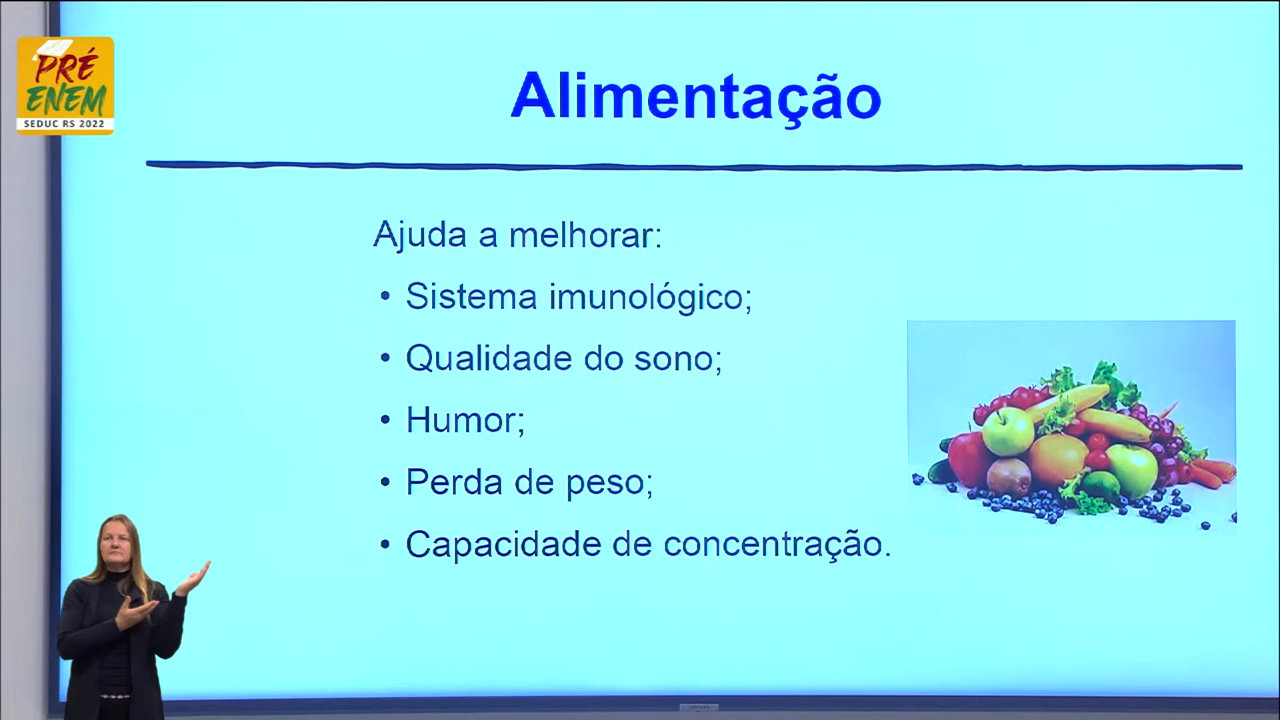 PRÉ
ENEM
SEDUC RS 2022
Alimentação
Ajuda a melhorar:
• Sistema imunológico;
• Qualidade do sono;
• Humor;
• Perda de peso;
• Capacidade de concentração.